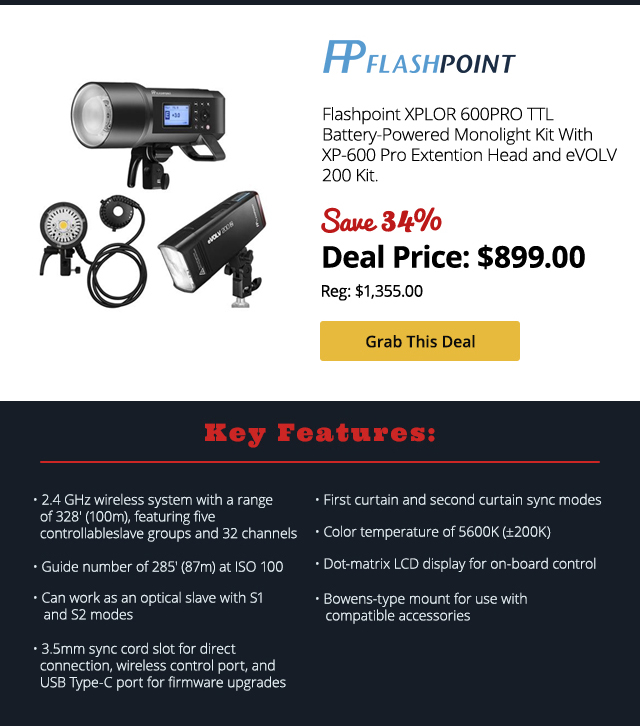 FP FLASHPOINT
Flashpoint XPLOR 600PRO TTL
Battery-Powered Monolight Kit With
XP-600 Pro Extention Head and eVOLV
200 Kit.
Save 34%
Deal Price: $899.00
Reg: $1,355.00
Grab This Deal
Key Features:
• 2.4 GHz wireless system with a range
of 328' (100m), featuring five
controllableslave groups and 32 channels
• Guide number of 285' (87m) at ISO 100
• Can work as an optical slave with S1
and S2 modes
• 3.5mm sync cord slot for direct
connection, wireless control port, and
USB Type-C port for firmware upgrades
• First curtain and second curtain sync modes
• Color temperature of 5600K (±200K)
• Dot-matrix LCD display for on-board control
• Bowens-type mount for use with
compatible accessories